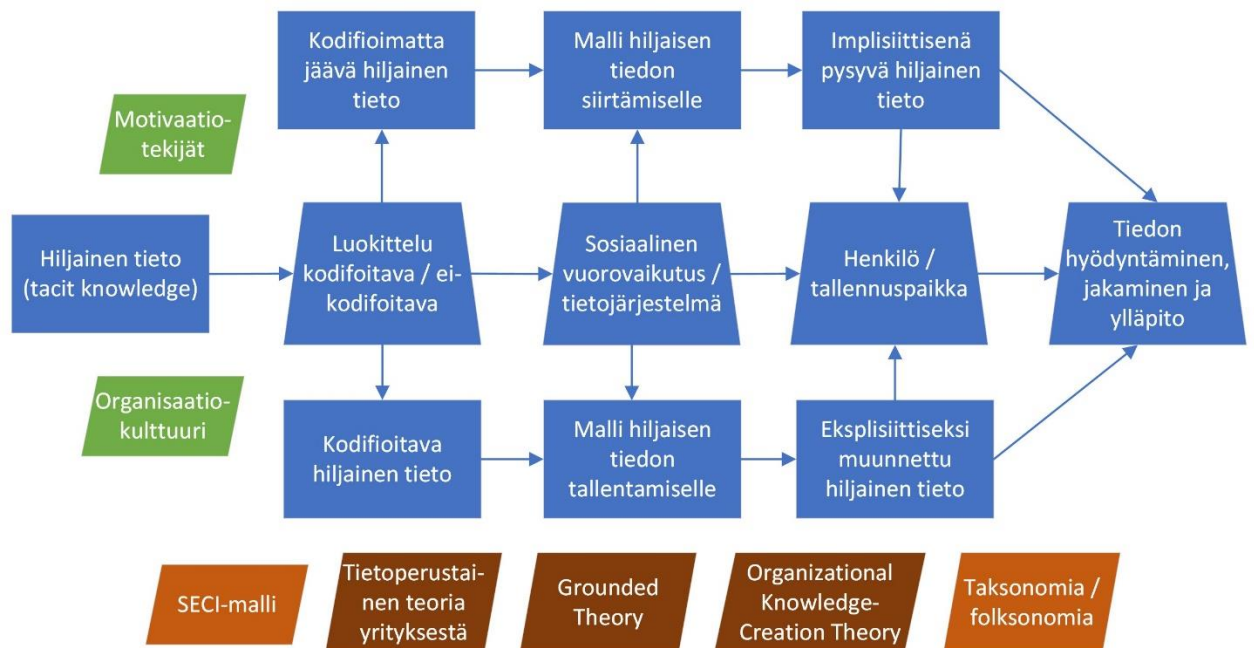 Kodifioimatta
jäävä hiljainen
tieto
Malli hiljaisen
tiedon
siirtämiselle
Implisiittisenä
pysyvä hiljainen
tieto
Motivaatio-
tekijät
Hiljainen tieto
(tacit knowledge)
Luokittelu
kodifoitava / ei-
kodifoitava
Sosiaalinen
vuorovaikutus /
tietojärjestelmä
Henkilö /
tallennuspaikka
Tiedon
hyödyntäminen,
jakaminen ja
ylläpito
Organisaatio-
kulttuuri
Kodifioitava
hiljainen tieto
Malli hiljaisen
tiedon
tallentamiselle
Eksplisiittiseksi
muunnettu
hiljainen tieto
SECI-malli
Tietoperustai-
nen teoria
yrityksestä
Grounded
Theory
Organizational
Knowledge-
Creation Theory
Taksonomia /
folksonomia